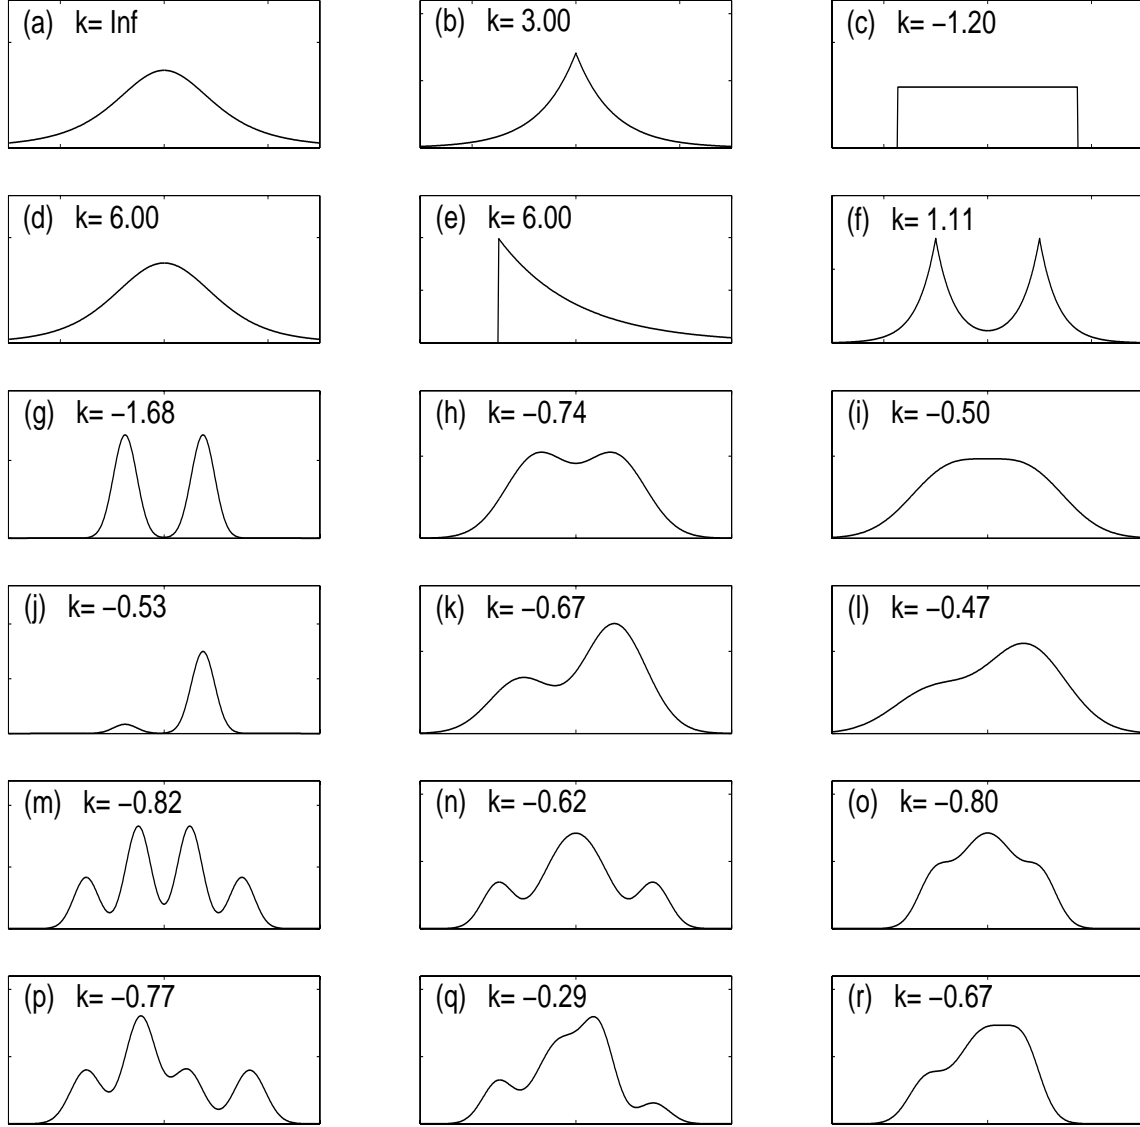 (a) k= Inf
(b) k= 3.00
(c) k= −1.20
(d) k= 6.00
(e) k= 6.00
(f) k= 1.11
(g) k= −1.68
(h) k= −0.74
(i) k= −0.50
(j) k= −0.53
(k) k= −0.67
(l) k= −0.47
(m) k= −0.82
(n) k= −0.62
(o) k= −0.80
(p) k= −0.77
(q) k= −0.29
(r) k= −0.67